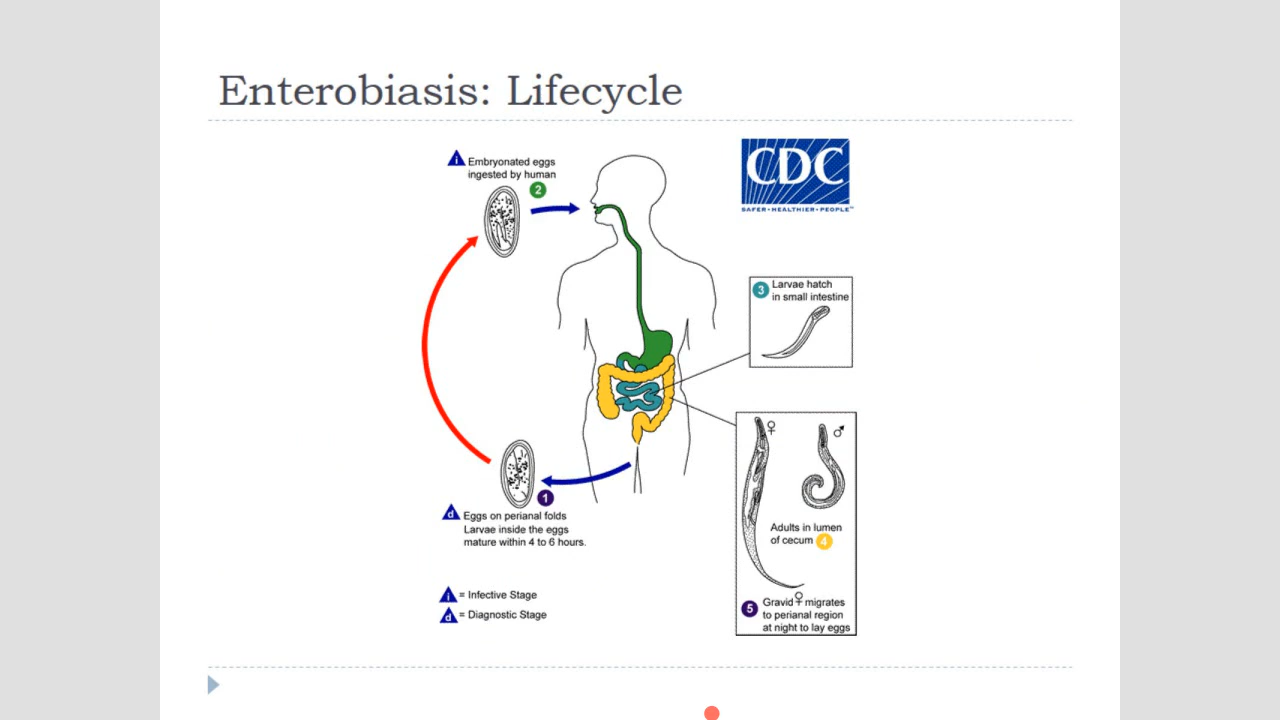 Enterobiasis: Lifecycle
i
Embryonated eggs
ingested by human
2
CDC
SAFER • HEALTHIER • PEOPLE™
3
Larvae hatch
in small intestine
♀
♂
Adults in lumen
of cecum 4
5
Gravid ♀ migrates
to perianal region
at night to lay eggs
1
d
Eggs on perianal folds
Larvae inside the eggs
mature within 4 to 6 hours.
i = Infective Stage
d = Diagnostic Stage